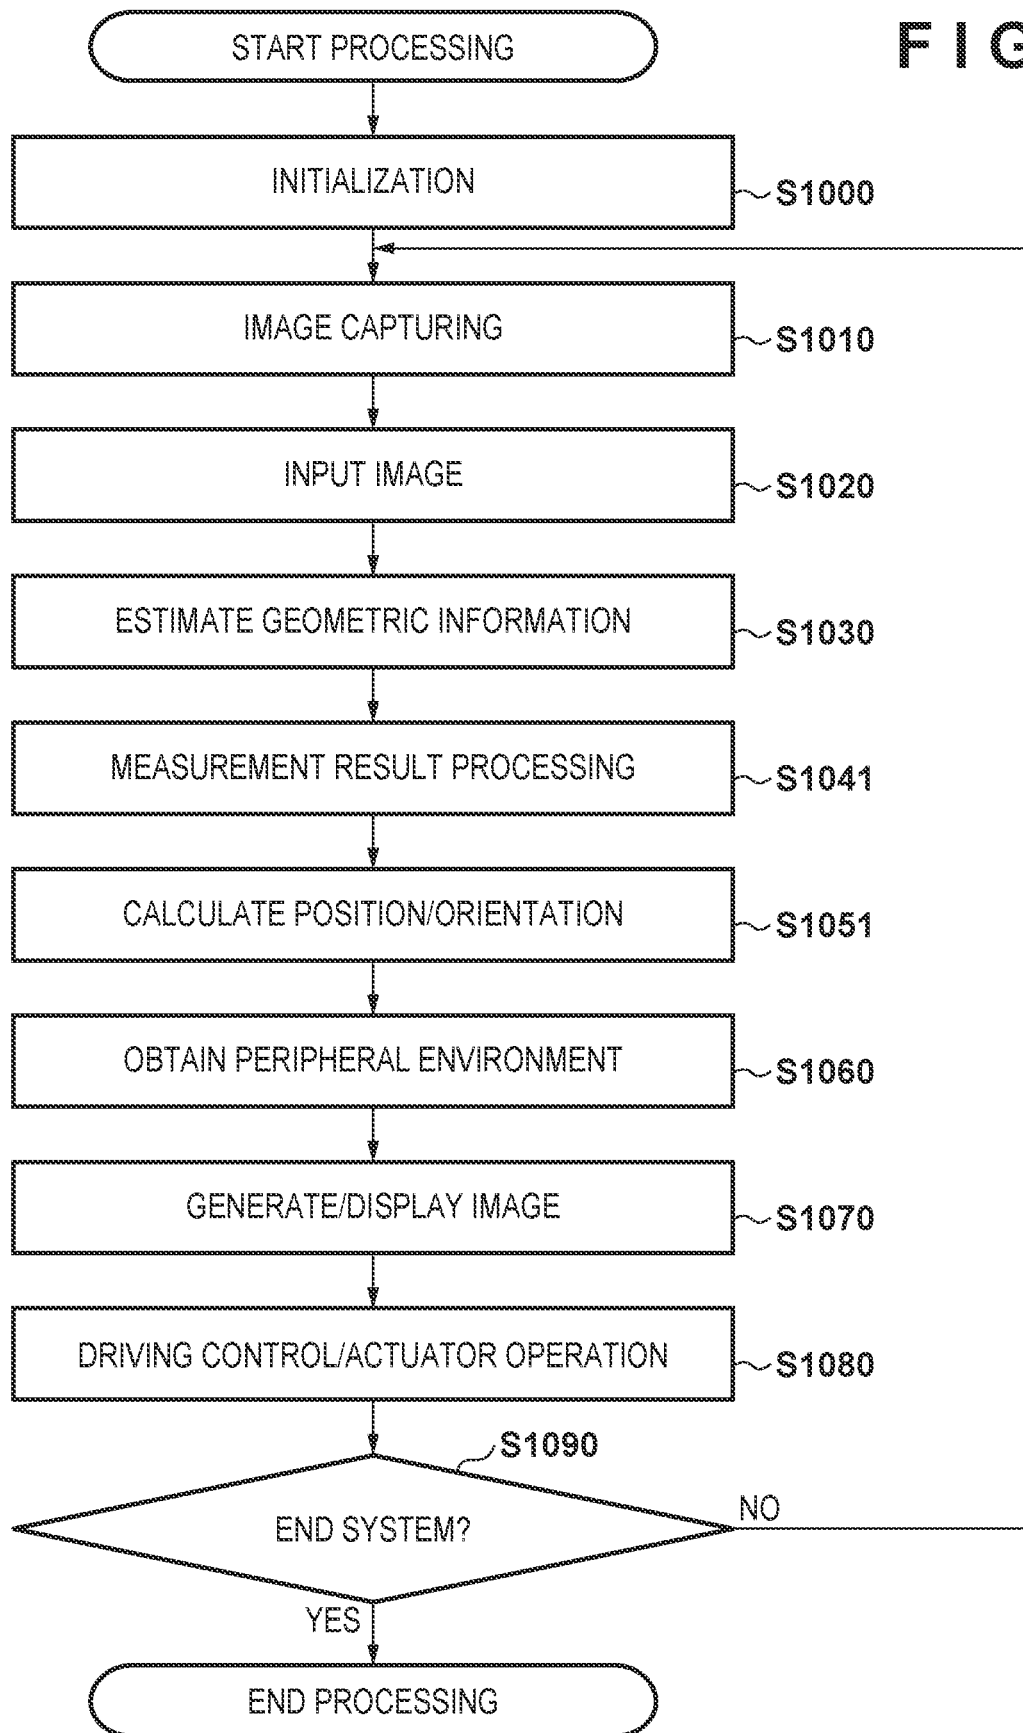 START PROCESSING
FIG
INITIALIZATION
S1000
IMAGE CAPTURING
S1010
INPUT IMAGE
S1020
ESTIMATE GEOMETRIC INFORMATION
S1030
MEASUREMENT RESULT PROCESSING
S1041
CALCULATE POSITION/ORIENTATION
S1051
OBTAIN PERIPHERAL ENVIRONMENT
S1060
GENERATE/DISPLAY IMAGE
S1070
DRIVING CONTROL/ACTUATOR OPERATION
S1080
S1090
END SYSTEM?
NO
YES
END PROCESSING